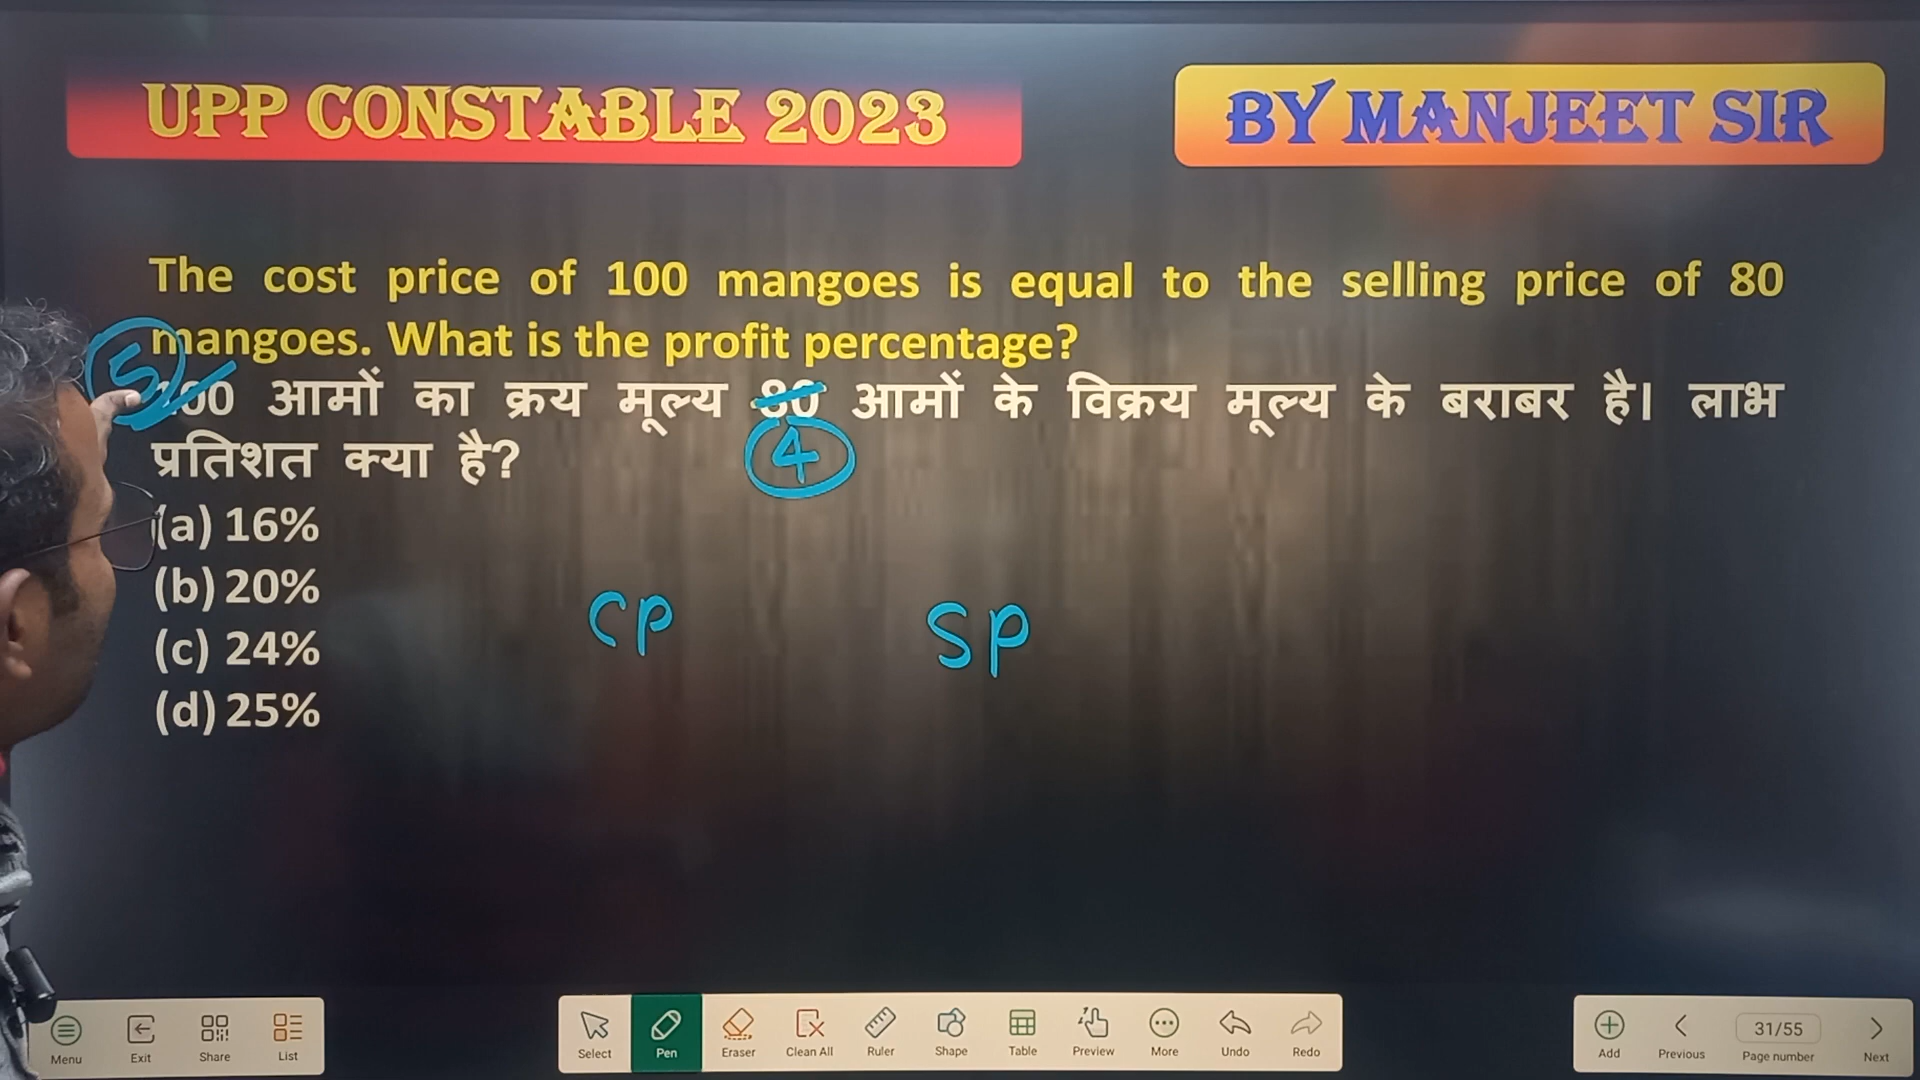 UPP CONSTABLE 2023
BY MANJEET SIR
The cost price of 100 mangoes is equal to the selling price of 80
mangoes. What is the profit percentage?
5
100 आमों का क्रय मूल्य 80 आमों के विक्रय मूल्य के बराबर है। लाभ
4
प्रतिशत क्या है?
(a) 16%
(b) 20%
(c) 24%
(d) 25%
CP SP
Menu Exit Share List
Select Pen Eraser Clean All Ruler Shape Table Preview More Undo Redo
Add Previous 31/55 Page number Next